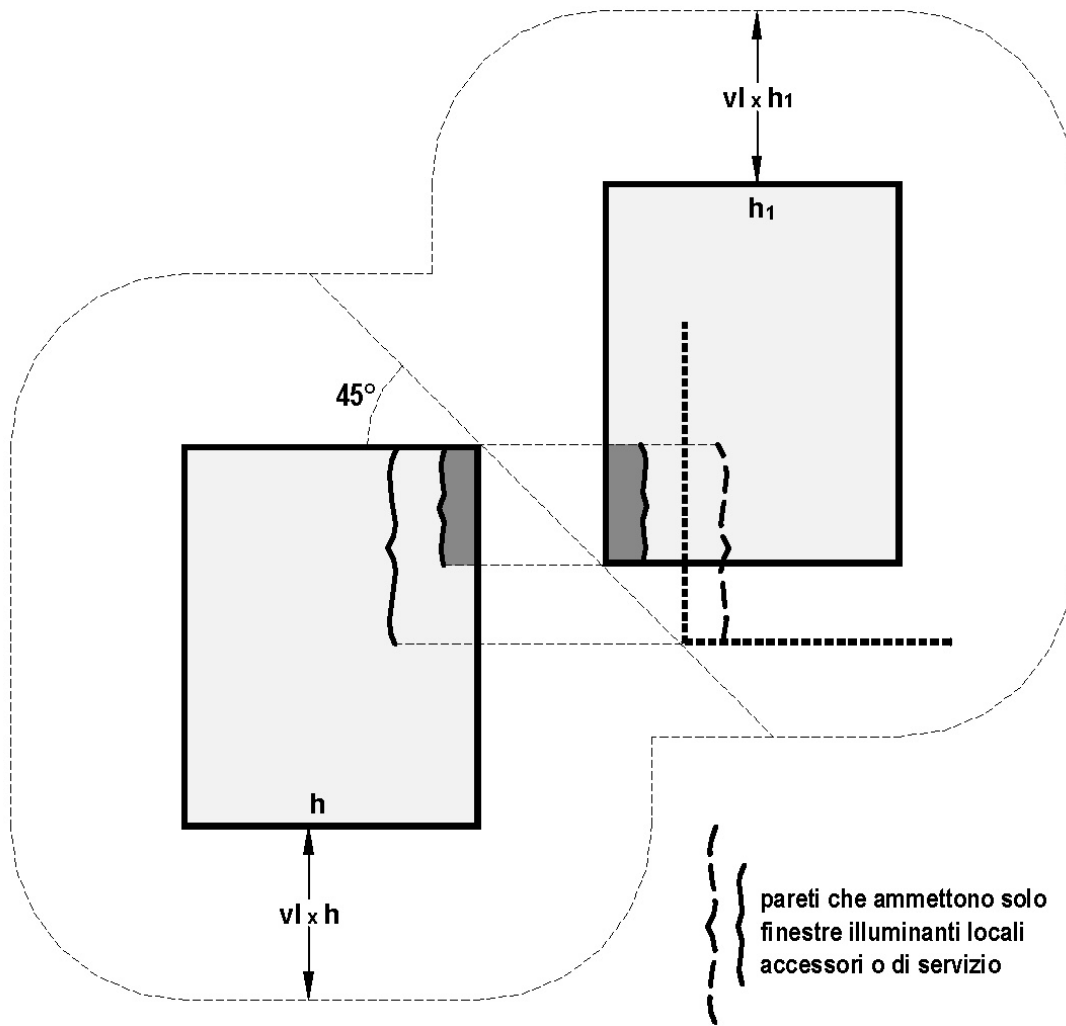 vl x h1
h1
45°
h
vl x h
pareti che ammettono solo
finestre illuminanti locali
accessori o di servizio